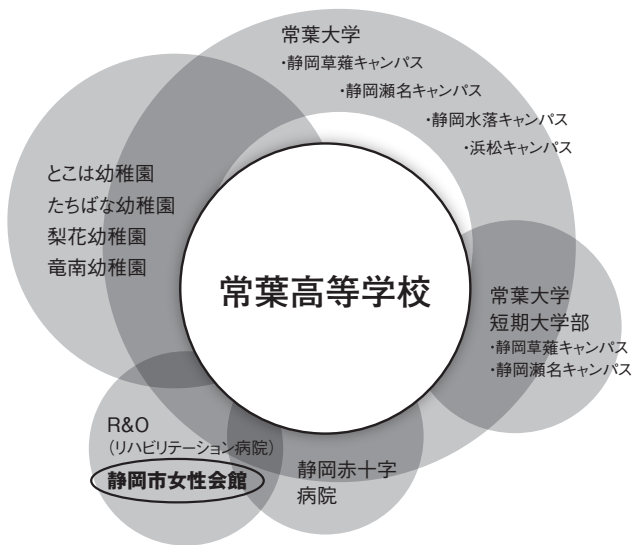 常葉大学
・静岡草薙キャンパス
・静岡瀬名キャンパス
・静岡水落キャンパス
・浜松キャンパス
とこは幼稚園
たちばな幼稚園
梨花幼稚園
竜南幼稚園
常葉高等学校
常葉大学
短期大学部
・静岡草薙キャンパス
・静岡瀬名キャンパス
R&O
（リハビリテーション病院）
静岡市女性会館
静岡赤十字
病院